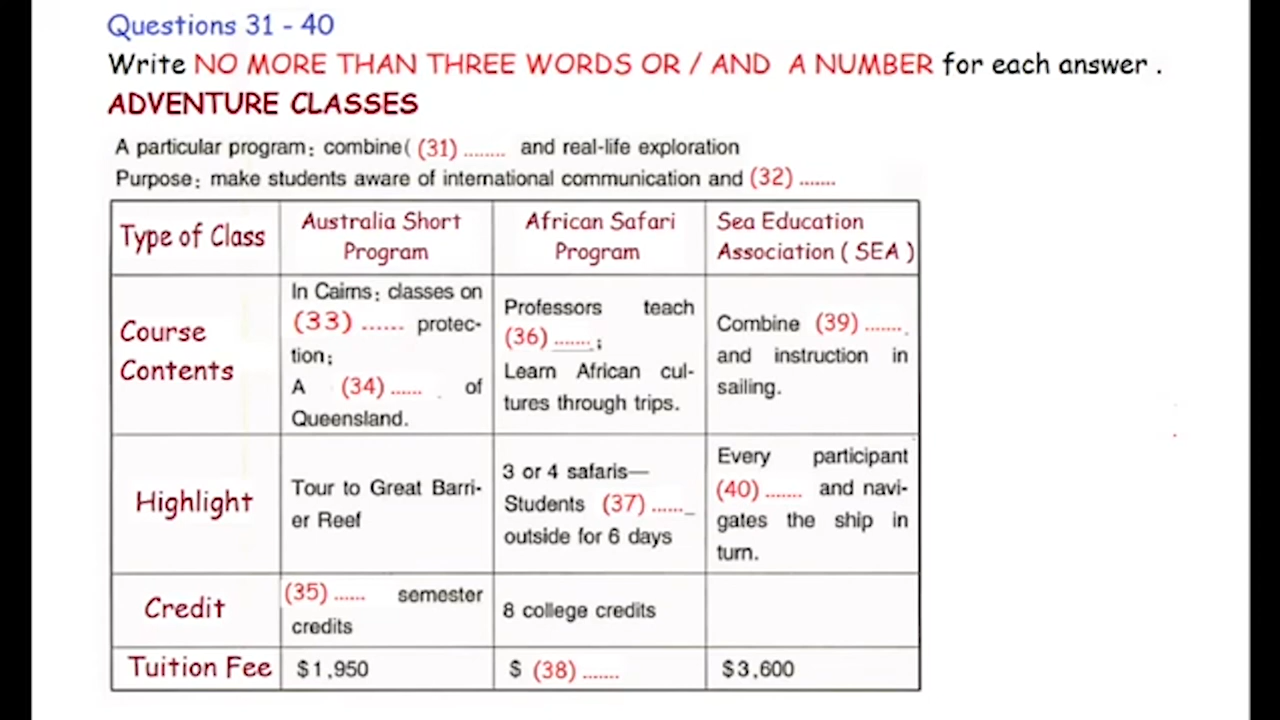 Questions 31 - 40
Write NO MORE THAN THREE WORDS OR / AND A NUMBER for each answer .
ADVENTURE CLASSES
A particular program: combine( (31) ........ and real-life exploration
Purpose: make students aware of international communication and (32) .......
Type of Class
Australia Short
Program
African Safari
Program
Sea Education
Association ( SEA )
Course
Contents
In Cairns: classes on
(33) ...... protec-
tion;
A (34) ...... of
Queensland.
Professors teach
(36) ....... ;
Learn African cul-
tures through trips.
Combine (39) .......
and instruction in
sailing.
Highlight
Tour to Great Barri-
er Reef
3 or 4 safaris—
Students (37) ......
outside for 6 days
Every participant
(40) ....... and navi-
gates the ship in
turn.
Credit
(35) ...... semester
credits
8 college credits
Tuition Fee
$1,950
$ (38) .......
$3,600